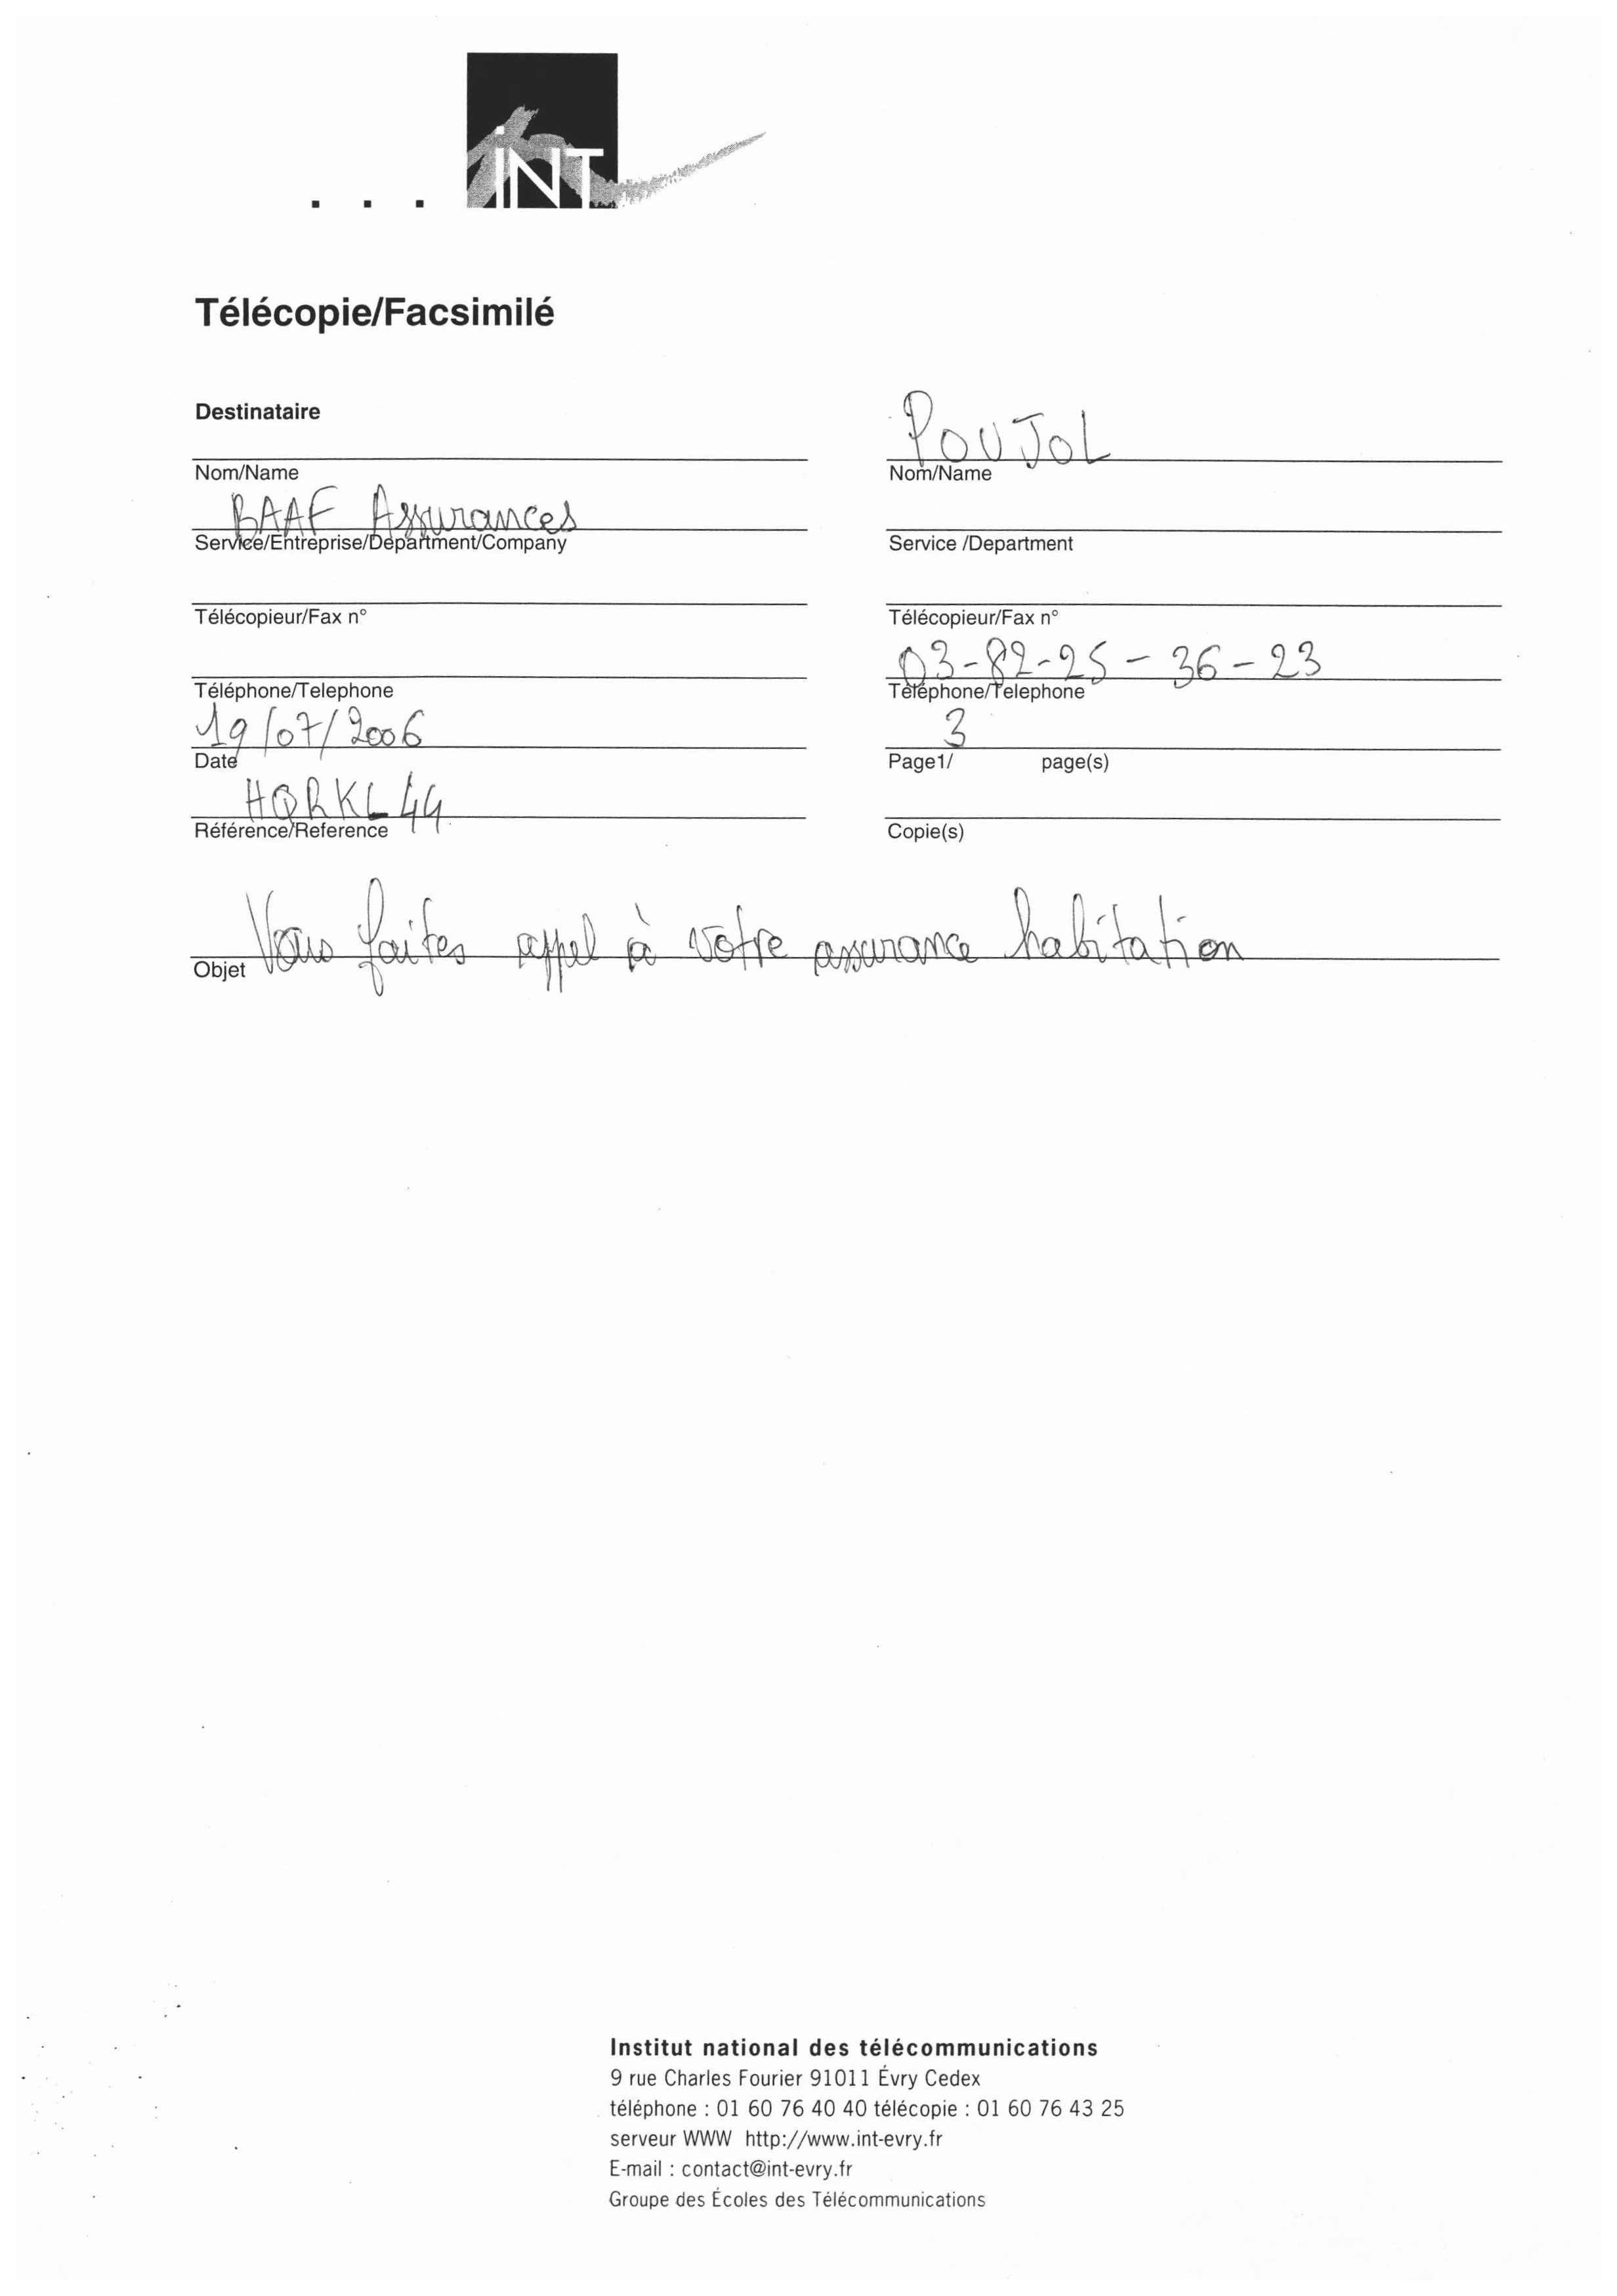 iNT
Télécopie/Facsimilé
Destinataire
POUJOL
Nom/Name
Nom/Name
BAAF Assurances
Service/Entreprise/Départment/Company
Service /Department
Télécopieur/Fax n°
Télécopieur/Fax n°
03-82-25-36-23
Téléphone/Telephone
Téléphone/Telephone
19/07/2006
3
Date
Page1/ page(s)
HQRKL44
Référence/Reference
Copie(s)
Vous faites appel à votre assurance habitation
Objet
Institut national des télécommunications
9 rue Charles Fourier 91011 Évry Cedex
téléphone : 01 60 76 40 40 télécopie : 01 60 76 43 25
serveur WWW http://www.int-evry.fr
E-mail : contact@int-evry.fr
Groupe des Écoles des Télécommunications